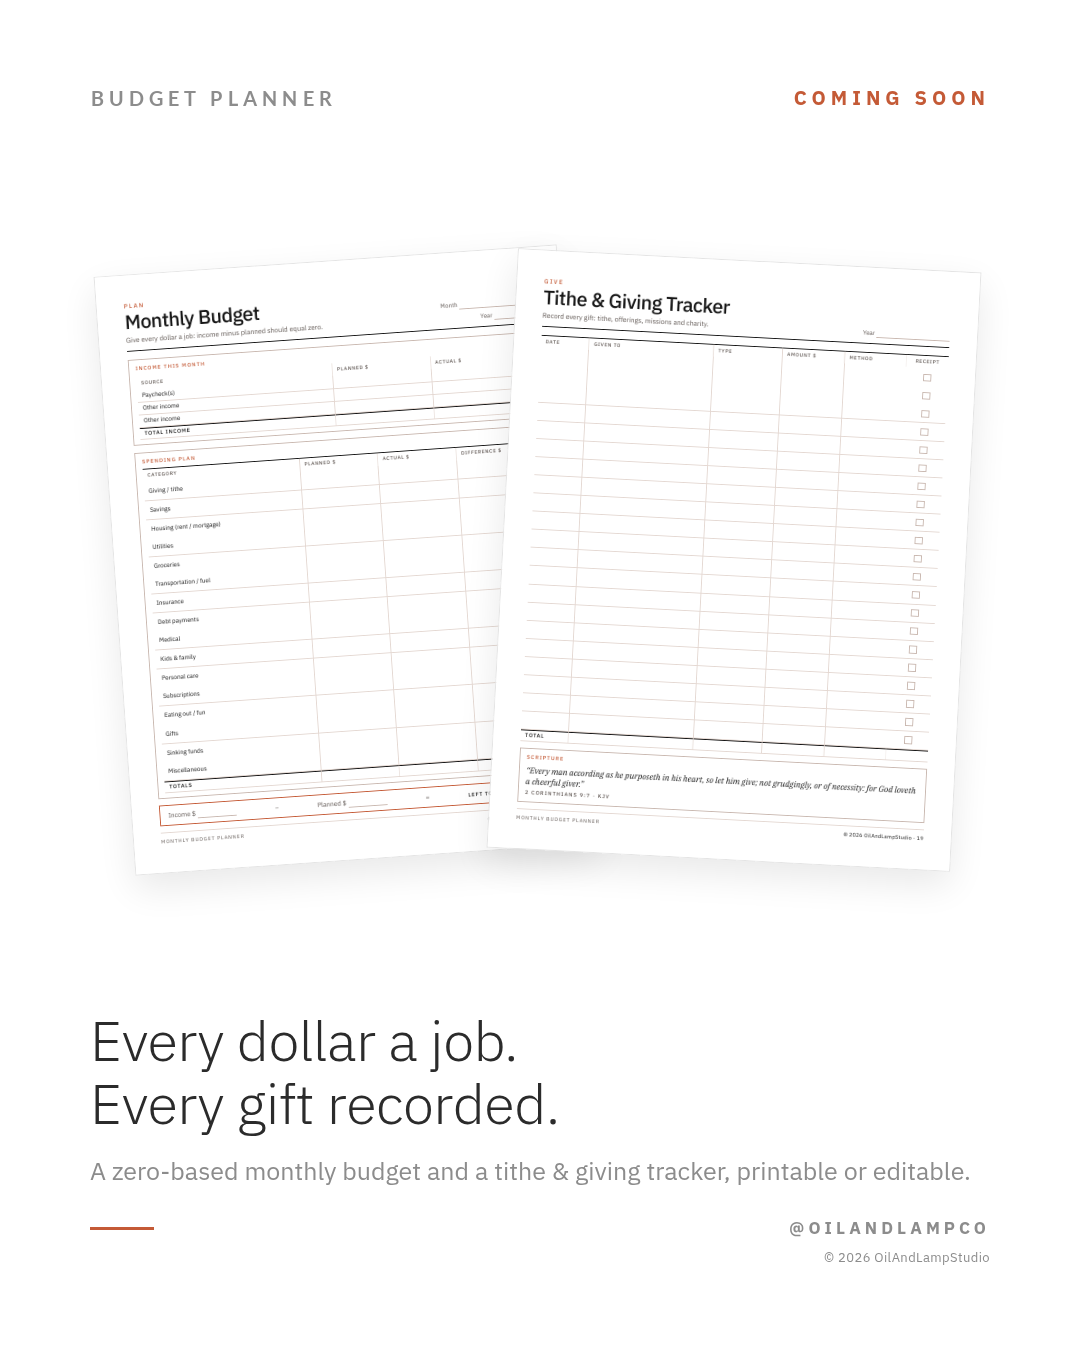 BUDGET PLANNER
COMING SOON
PLAN
Monthly Budget
Give every dollar a job: income minus planned should equal zero.
Month
Year
INCOME THIS MONTH
SOURCE
PLANNED $
ACTUAL $
Paycheck(s)
Other income
Other income
TOTAL INCOME
SPENDING PLAN
CATEGORY
PLANNED $
ACTUAL $
DIFFERENCE $
Giving / tithe
Savings
Housing (rent / mortgage)
Utilities
Groceries
Transportation / fuel
Insurance
Debt payments
Medical
Kids & family
Personal care
Subscriptions
Eating out / fun
Gifts
Sinking funds
Miscellaneous
TOTALS
Income $ - Planned $ = LEFT
MONTHLY BUDGET PLANNER
GIVE
Tithe & Giving Tracker
Record every gift: tithe, offerings, missions and charity.
Year
DATE GIVEN TO TYPE AMOUNT $ METHOD RECEIPT
TOTAL
SCRIPTURE
"Every man according as he purposeth in his heart, so let him give; not grudgingly, or of necessity: for God loveth
a cheerful giver."
2 CORINTHIANS 9:7 · KJV
MONTHLY BUDGET PLANNER
© 2026 OilAndLampStudio · 19
Every dollar a job.
Every gift recorded.
A zero-based monthly budget and a tithe & giving tracker, printable or editable.
@OILANDLAMPCO
© 2026 OilAndLampStudio